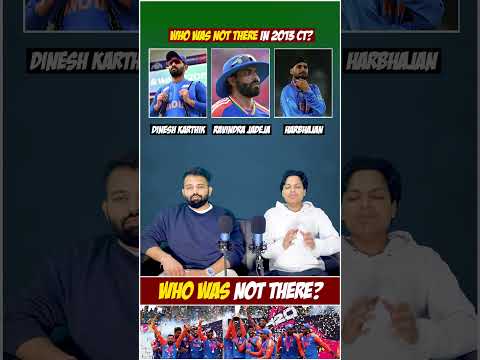 WHO WAS NOT THERE IN 2013 CT?
DINESH KARTHIK
HARBHAJAN
DINESH KARTHIK
RAVINDRA JADEJA
HARBHAJAN
WHO WAS NOT THERE?